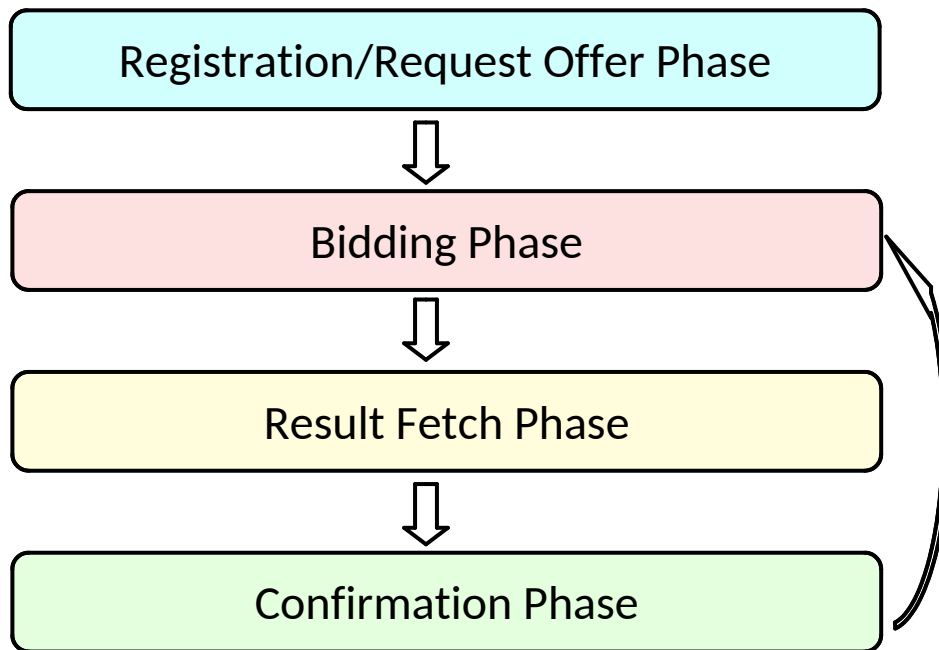 Registration/Request Offer Phase
Bidding Phase
Result Fetch Phase
Confirmation Phase